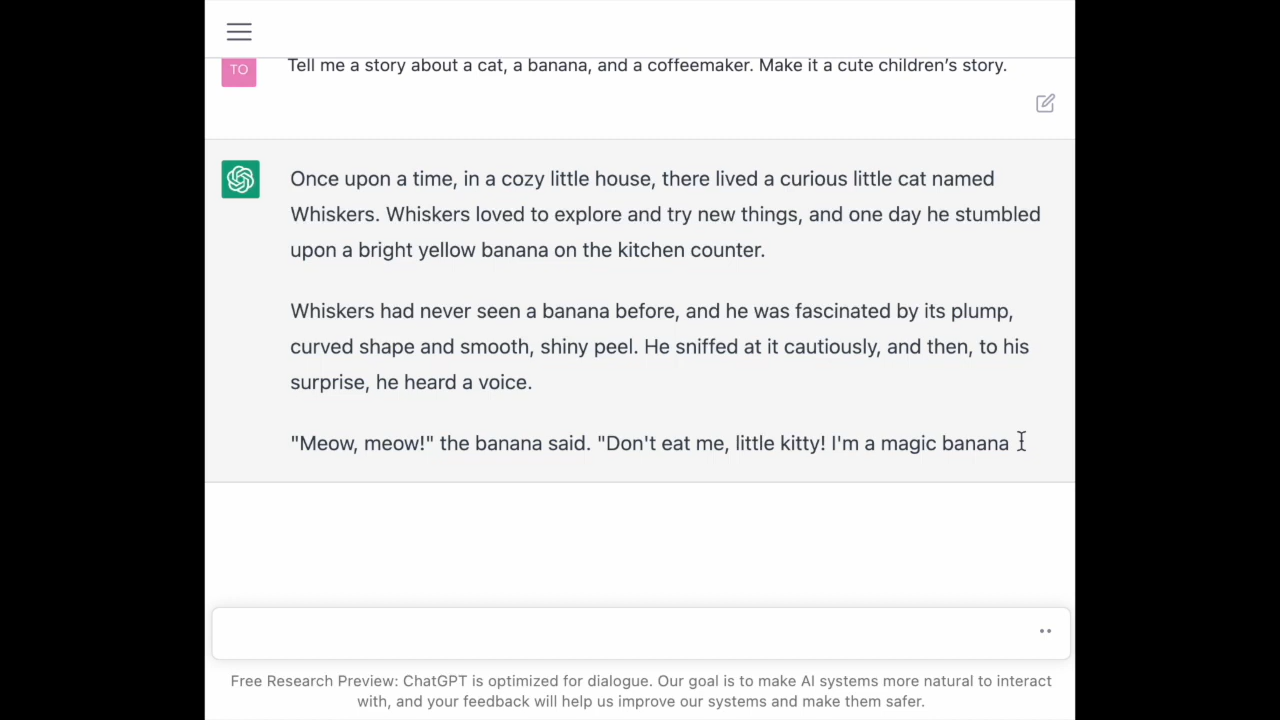 TO
Tell me a story about a cat, a banana, and a coffeemaker. Make it a cute children’s story.
Once upon a time, in a cozy little house, there lived a curious little cat named
Whiskers. Whiskers loved to explore and try new things, and one day he stumbled
upon a bright yellow banana on the kitchen counter.
Whiskers had never seen a banana before, and he was fascinated by its plump,
curved shape and smooth, shiny peel. He sniffed at it cautiously, and then, to his
surprise, he heard a voice.
"Meow, meow!" the banana said. "Don't eat me, little kitty! I'm a magic banana
Free Research Preview: ChatGPT is optimized for dialogue. Our goal is to make AI systems more natural to interact
with, and your feedback will help us improve our systems and make them safer.